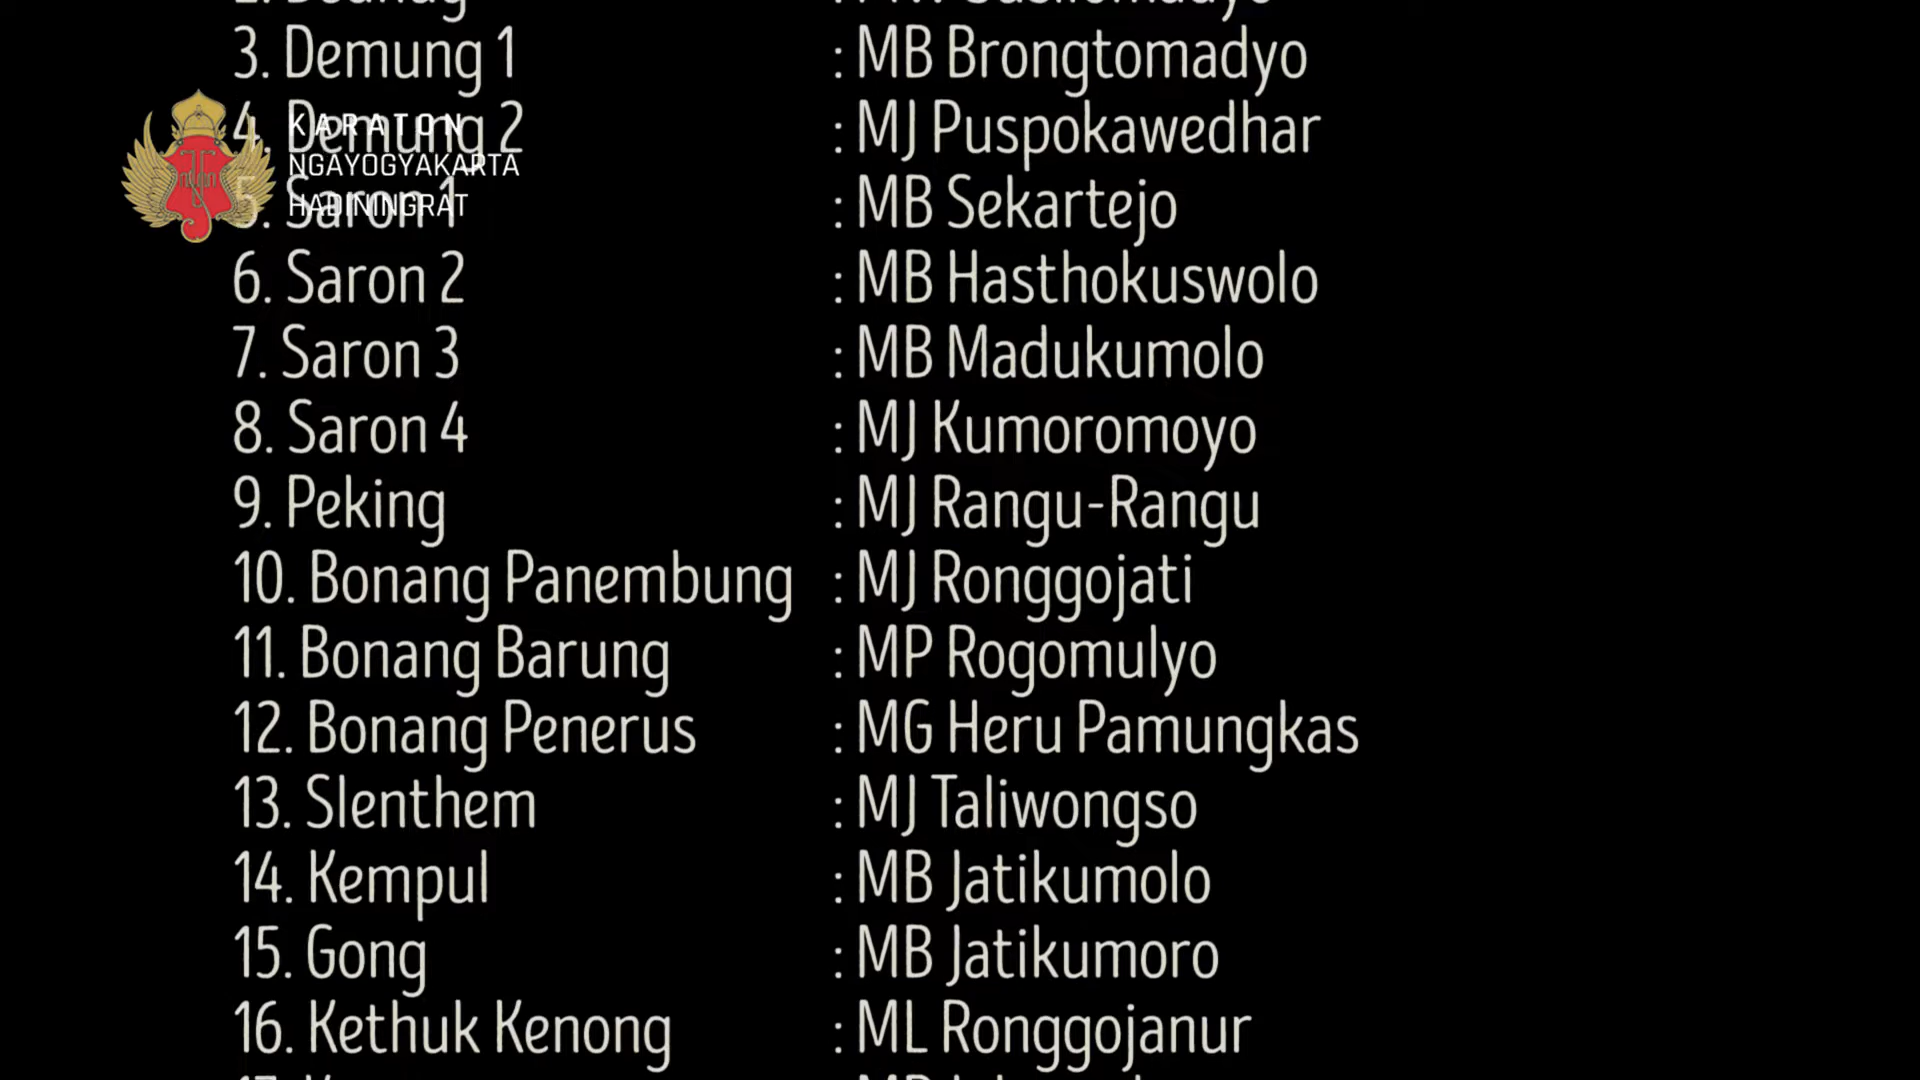 3. Demung 1 : MB Brongtomadyo
4. Demung 2 : MJ Puspokawedhar
5. Saron 1 : MB Sekartejo
6. Saron 2 : MB Hasthokuswolo
7. Saron 3 : MB Madukumolo
8. Saron 4 : MJ Kumoromoyo
9. Peking : MJ Rangu-Rangu
10. Bonang Panembung : MJ Ronggojati
11. Bonang Barung : MP Rogomulyo
12. Bonang Penerus : MG Heru Pamungkas
13. Slenthem : MJ Taliwongso
14. Kempul : MB Jatikumolo
15. Gong : MB Jatikumoro
16. Kethuk Kenong : ML Ronggojanur
KARATON
NGAYOGYAKARTA
HADININGRAT